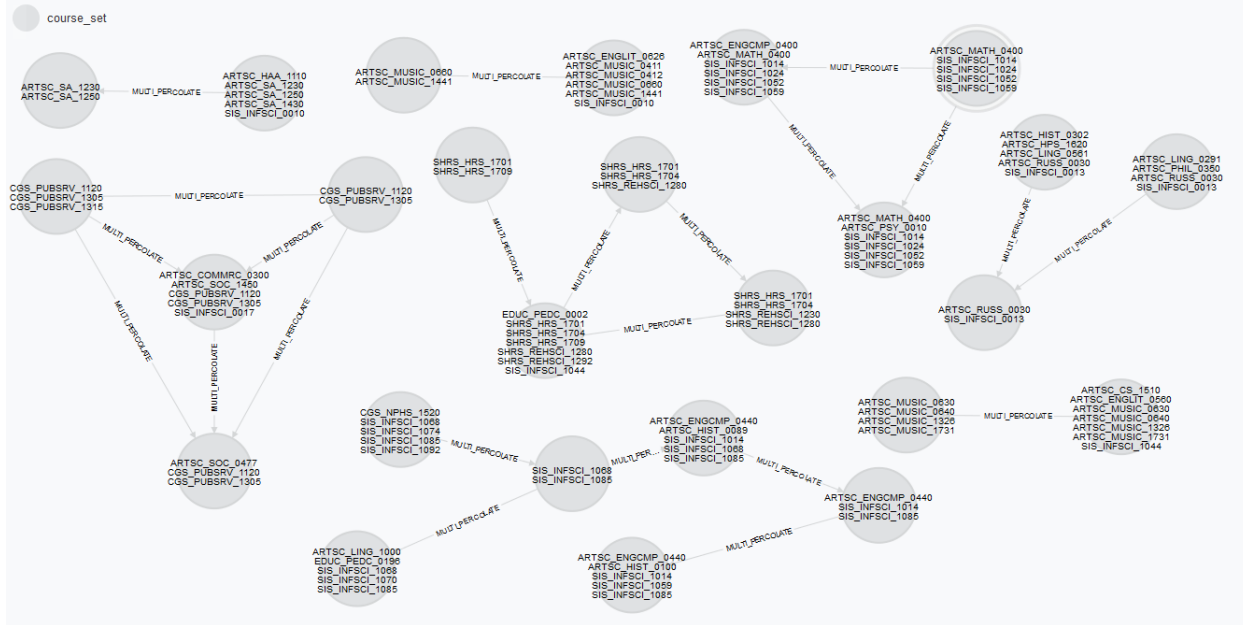 course_set
ARTSC_SA_1230
ARTSC_SA_1250
MULTI_PERCOLATE
ARTSC_HAA_1110
ARTSC_SA_1230
ARTSC_SA_1250
ARTSC_SA_1430
SIS_INFSCI_0010
ARTSC_MUSIC_0660
ARTSC_MUSIC_1441
MULTI_PERCOLATE
ARTSC_ENGLIT_0626
ARTSC_MUSIC_0411
ARTSC_MUSIC_0412
ARTSC_MUSIC_0660
ARTSC_MUSIC_1441
SIS_INFSCI_0010
ARTSC_ENGCMP_0400
ARTSC_MATH_0400
SIS_INFSCI_1014
SIS_INFSCI_1024
SIS_INFSCI_1052
SIS_INFSCI_1059
MULTI_PERCOLATE
ARTSC_MATH_0400
SIS_INFSCI_1014
SIS_INFSCI_1024
SIS_INFSCI_1052
SIS_INFSCI_1059
MULTI_PERCOLATE
MULTI_PERCOLATE
ARTSC_MATH_0400
ARTSC_PSY_0010
SIS_INFSCI_1014
SIS_INFSCI_1024
SIS_INFSCI_1052
SIS_INFSCI_1059
ARTSC_HIST_0302
ARTSC_HPS_1620
ARTSC_LING_0561
ARTSC_RUSS_0030
SIS_INFSCI_0013
ARTSC_LING_0291
ARTSC_PHIL_0350
ARTSC_RUSS_0030
SIS_INFSCI_0013
MULTI_PERCOLATE
MULTI_PERCOLATE
ARTSC_RUSS_0030
SIS_INFSCI_0013
CGS_PUBSRV_1120
CGS_PUBSRV_1305
CGS_PUBSRV_1315
MULTI_PERCOLATE
CGS_PUBSRV_1120
CGS_PUBSRV_1305
MULTI_PERCOLATE
MULTI_PERCOLATE
ARTSC_COMMRC_0300
ARTSC_SOC_1450
CGS_PUBSRV_1120
CGS_PUBSRV_1305
SIS_INFSCI_0017
MULTI_PERCOLATE
MULTI_PERCOLATE
MULTI_PERCOLATE
ARTSC_SOC_0477
CGS_PUBSRV_1120
CGS_PUBSRV_1305
SHRS_HRS_1701
SHRS_HRS_1709
MULTI_PERCOLATE
SHRS_HRS_1701
SHRS_HRS_1704
SHRS_REHSCI_1280
MULTI_PERCOLATE
MULTI_PERCOLATE
EDUC_PEDC_0002
SHRS_HRS_1701
SHRS_HRS_1704
SHRS_HRS_1709
SHRS_REHSCI_1280
SHRS_REHSCI_1292
SIS_INFSCI_1044
MULTI_PERCOLATE
SHRS_HRS_1701
SHRS_HRS_1704
SHRS_REHSCI_1230
SHRS_REHSCI_1280
CGS_NPHS_1520
SIS_INFSCI_1068
SIS_INFSCI_1074
SIS_INFSCI_1085
SIS_INFSCI_1092
MULTI_PERCOLATE
SIS_INFSCI_1068
SIS_INFSCI_1085
MULTI_PER...
ARTSC_ENGCMP_0440
ARTSC_HIST_0089
SIS_INFSCI_1014
SIS_INFSCI_1068
SIS_INFSCI_1085
MULTI_PERCOLATE
ARTSC_ENGCMP_0440
SIS_INFSCI_1014
SIS_INFSCI_1085
MULTI_PERCOLATE
ARTSC_LING_1000
EDUC_PEDC_0196
SIS_INFSCI_1068
SIS_INFSCI_1070
SIS_INFSCI_1085
MULTI_PERCOLATE
ARTSC_ENGCMP_0440
ARTSC_HIST_0100
SIS_INFSCI_1014
SIS_INFSCI_1059
SIS_INFSCI_1085
ARTSC_MUSIC_0630
ARTSC_MUSIC_0640
ARTSC_MUSIC_1326
ARTSC_MUSIC_1731
MULTI_PERCOLATE
ARTSC_CS_1510
ARTSC_ENGLIT_0560
ARTSC_MUSIC_0630
ARTSC_MUSIC_0640
ARTSC_MUSIC_1326
ARTSC_MUSIC_1731
SIS_INFSCI_1044